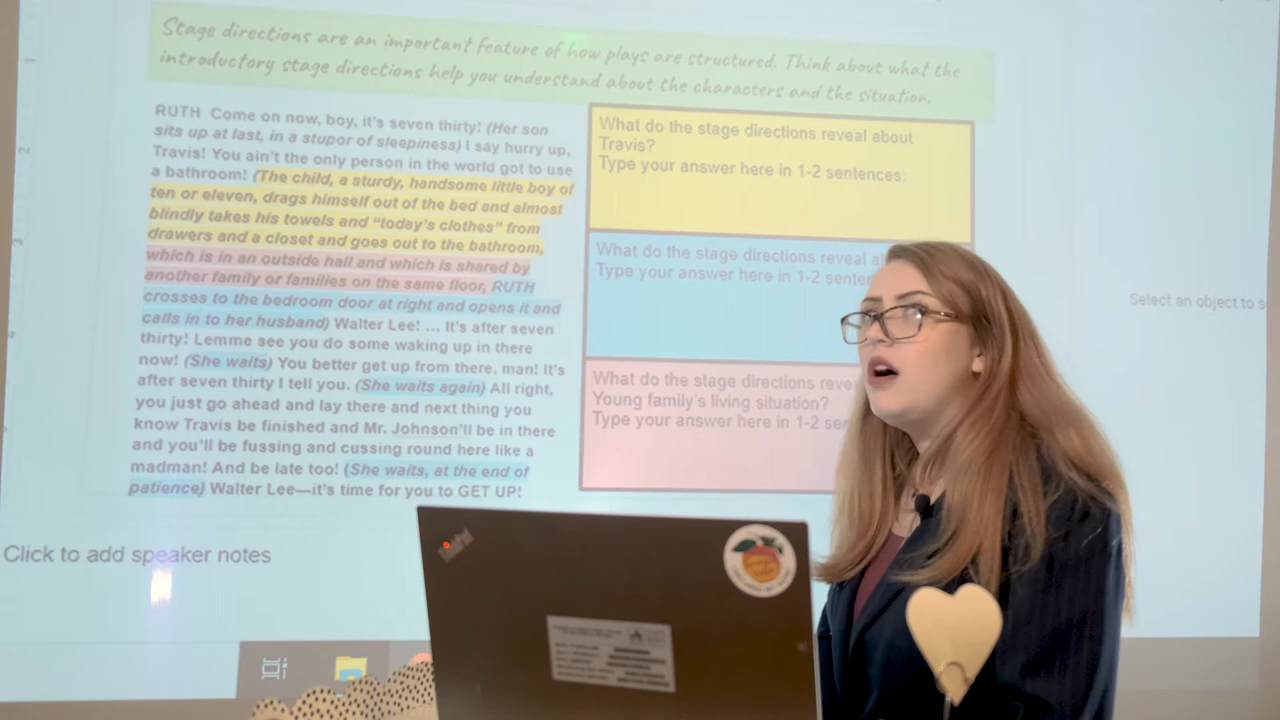 Stage directions are an important feature of how plays are structured. Think about what the
introductory stage directions help you understand about the characters and the situation.
RUTH Come on now, boy, it's seven thirty! (Her son
sits up at last, in a stupor of sleepiness) I say hurry up,
Travis! You ain't the only person in the world got to use
a bathroom! (The child, a sturdy, handsome little boy of
ten or eleven, drags himself out of the bed and almost
blindly takes his towels and “today's clothes” from
drawers and a closet and goes out to the bathroom,
which is in an outside hall and which is shared by
another family or families on the same floor, RUTH
crosses to the bedroom door at right and opens it and
calls in to her husband) Walter Lee! ... It's after seven
thirty! Lemme see you do some waking up in there
now! (She waits) You better get up from there, man! It's
after seven thirty I tell you. (She waits again) All right,
you just go ahead and lay there and next thing you
know Travis be finished and Mr. Johnson'll be in there
and you'll be fussing and cussing round here like a
madman! And be late too! (She waits, at the end of
patience) Walter Lee—it's time for you to GET UP!
What do the stage directions reveal about
Travis?
Type your answer here in 1-2 sentences:
What do the stage directions reveal
Type your answer here in 1-2
What do the stage directions
Young family's living situation?
Type your answer here in 1-2
Select an object to
Click to add speaker notes
1
2
3